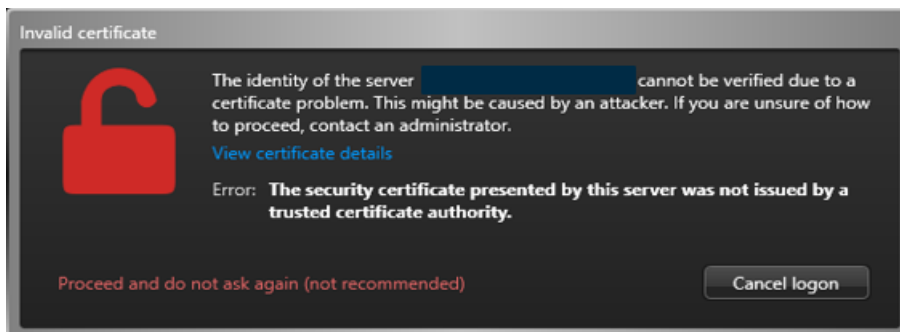 Invalid certificate
The identity of the server cannot be verified due to a
certificate problem. This might be caused by an attacker. If you are unsure of how
to proceed, contact an administrator.
View certificate details
Error: The security certificate presented by this server was not issued by a
trusted certificate authority.
Proceed and do not ask again (not recommended)
Cancel logon